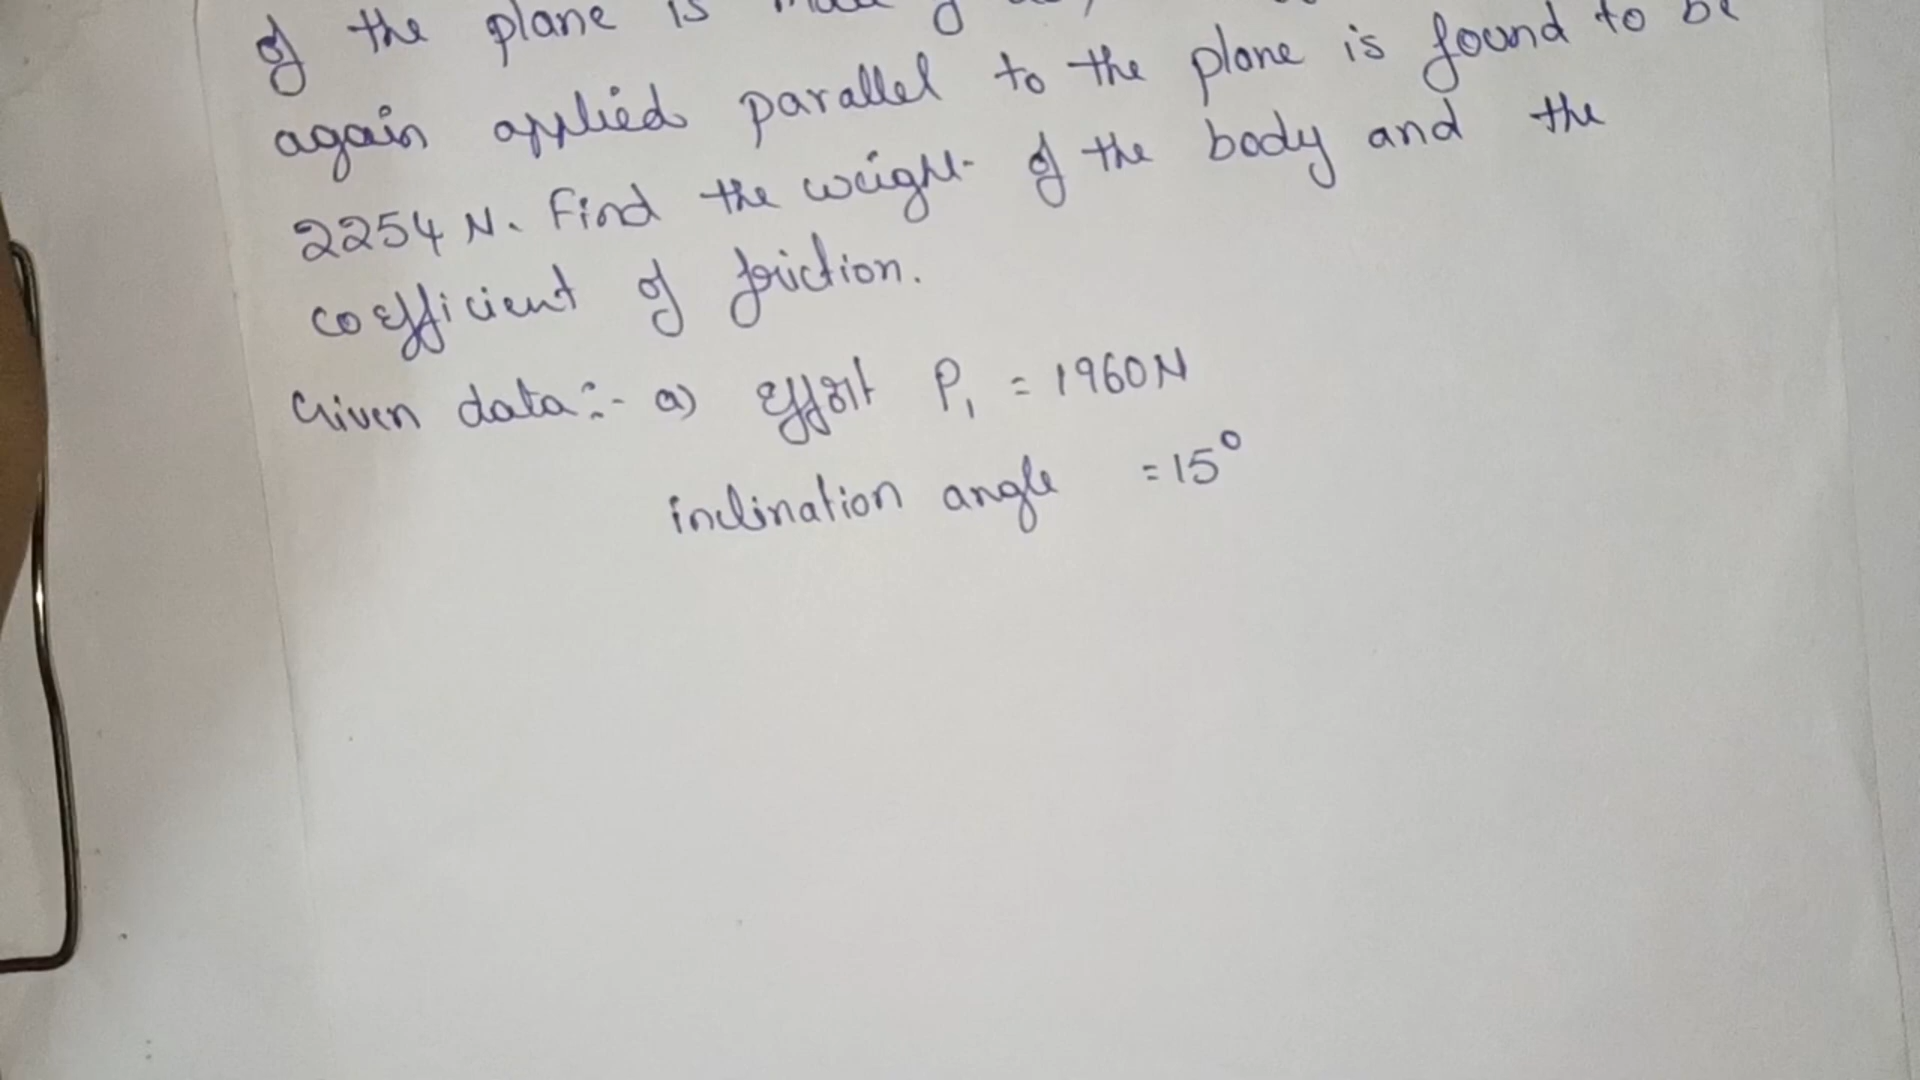 of the plane is
again applied parallel to the plane is found to be
2254 N. Find the weight of the body and the
coefficient of friction.
Given data:- a) Effort P₁ = 1960N
inclination angle = 15°